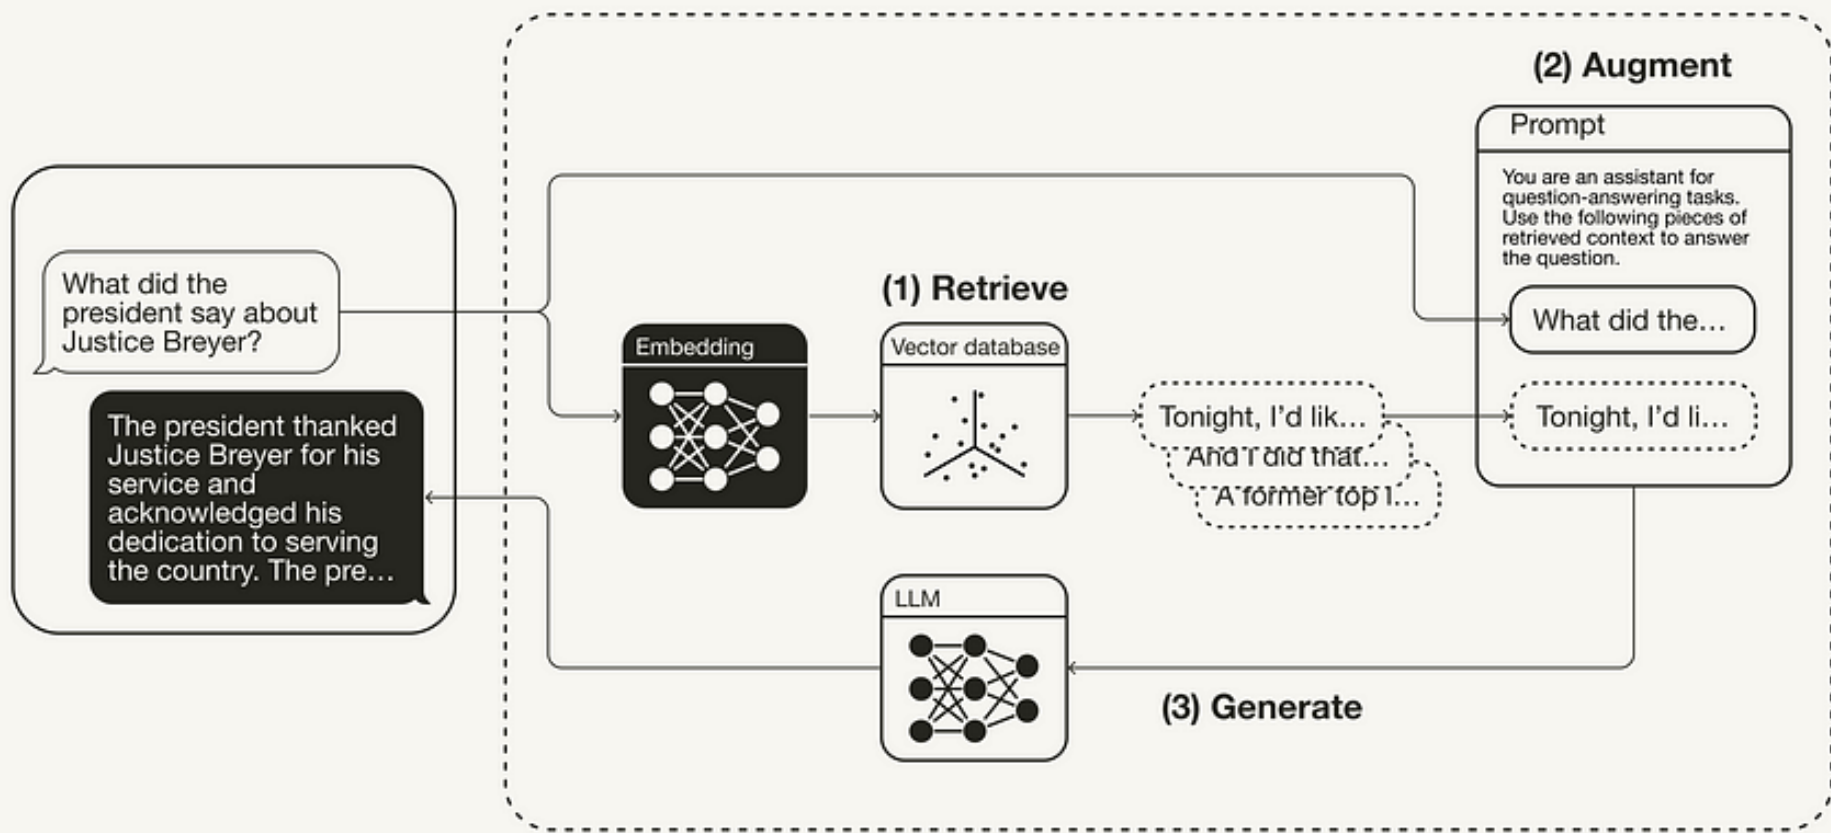 What did the
president say about
Justice Breyer?
The president thanked
Justice Breyer for his
service and
acknowledged his
dedication to serving
the country. The pre...
(1) Retrieve
Embedding
Vector database
Tonight, I'd lik...
And I did that...
A former top l...
(2) Augment
Prompt
You are an assistant for
question-answering tasks.
Use the following pieces of
retrieved context to answer
the question.
What did the...
Tonight, I'd li...
LLM
(3) Generate